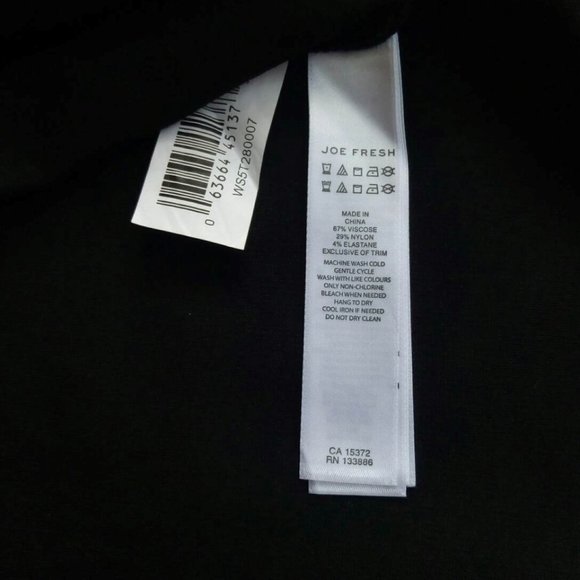 0 63664 45137
WS5T280007
JOE FRESH
MADE IN
CHINA
67% VISCOSE
29% NYLON
4% ELASTANE
EXCLUSIVE OF TRIM
MACHINE WASH COLD
GENTLE CYCLE
WASH WITH LIKE COLOURS
ONLY NON-CHLORINE
BLEACH WHEN NEEDED
HANG TO DRY
COOL IRON IF NEEDED
DO NOT DRY CLEAN
CA 15372
RN 133886